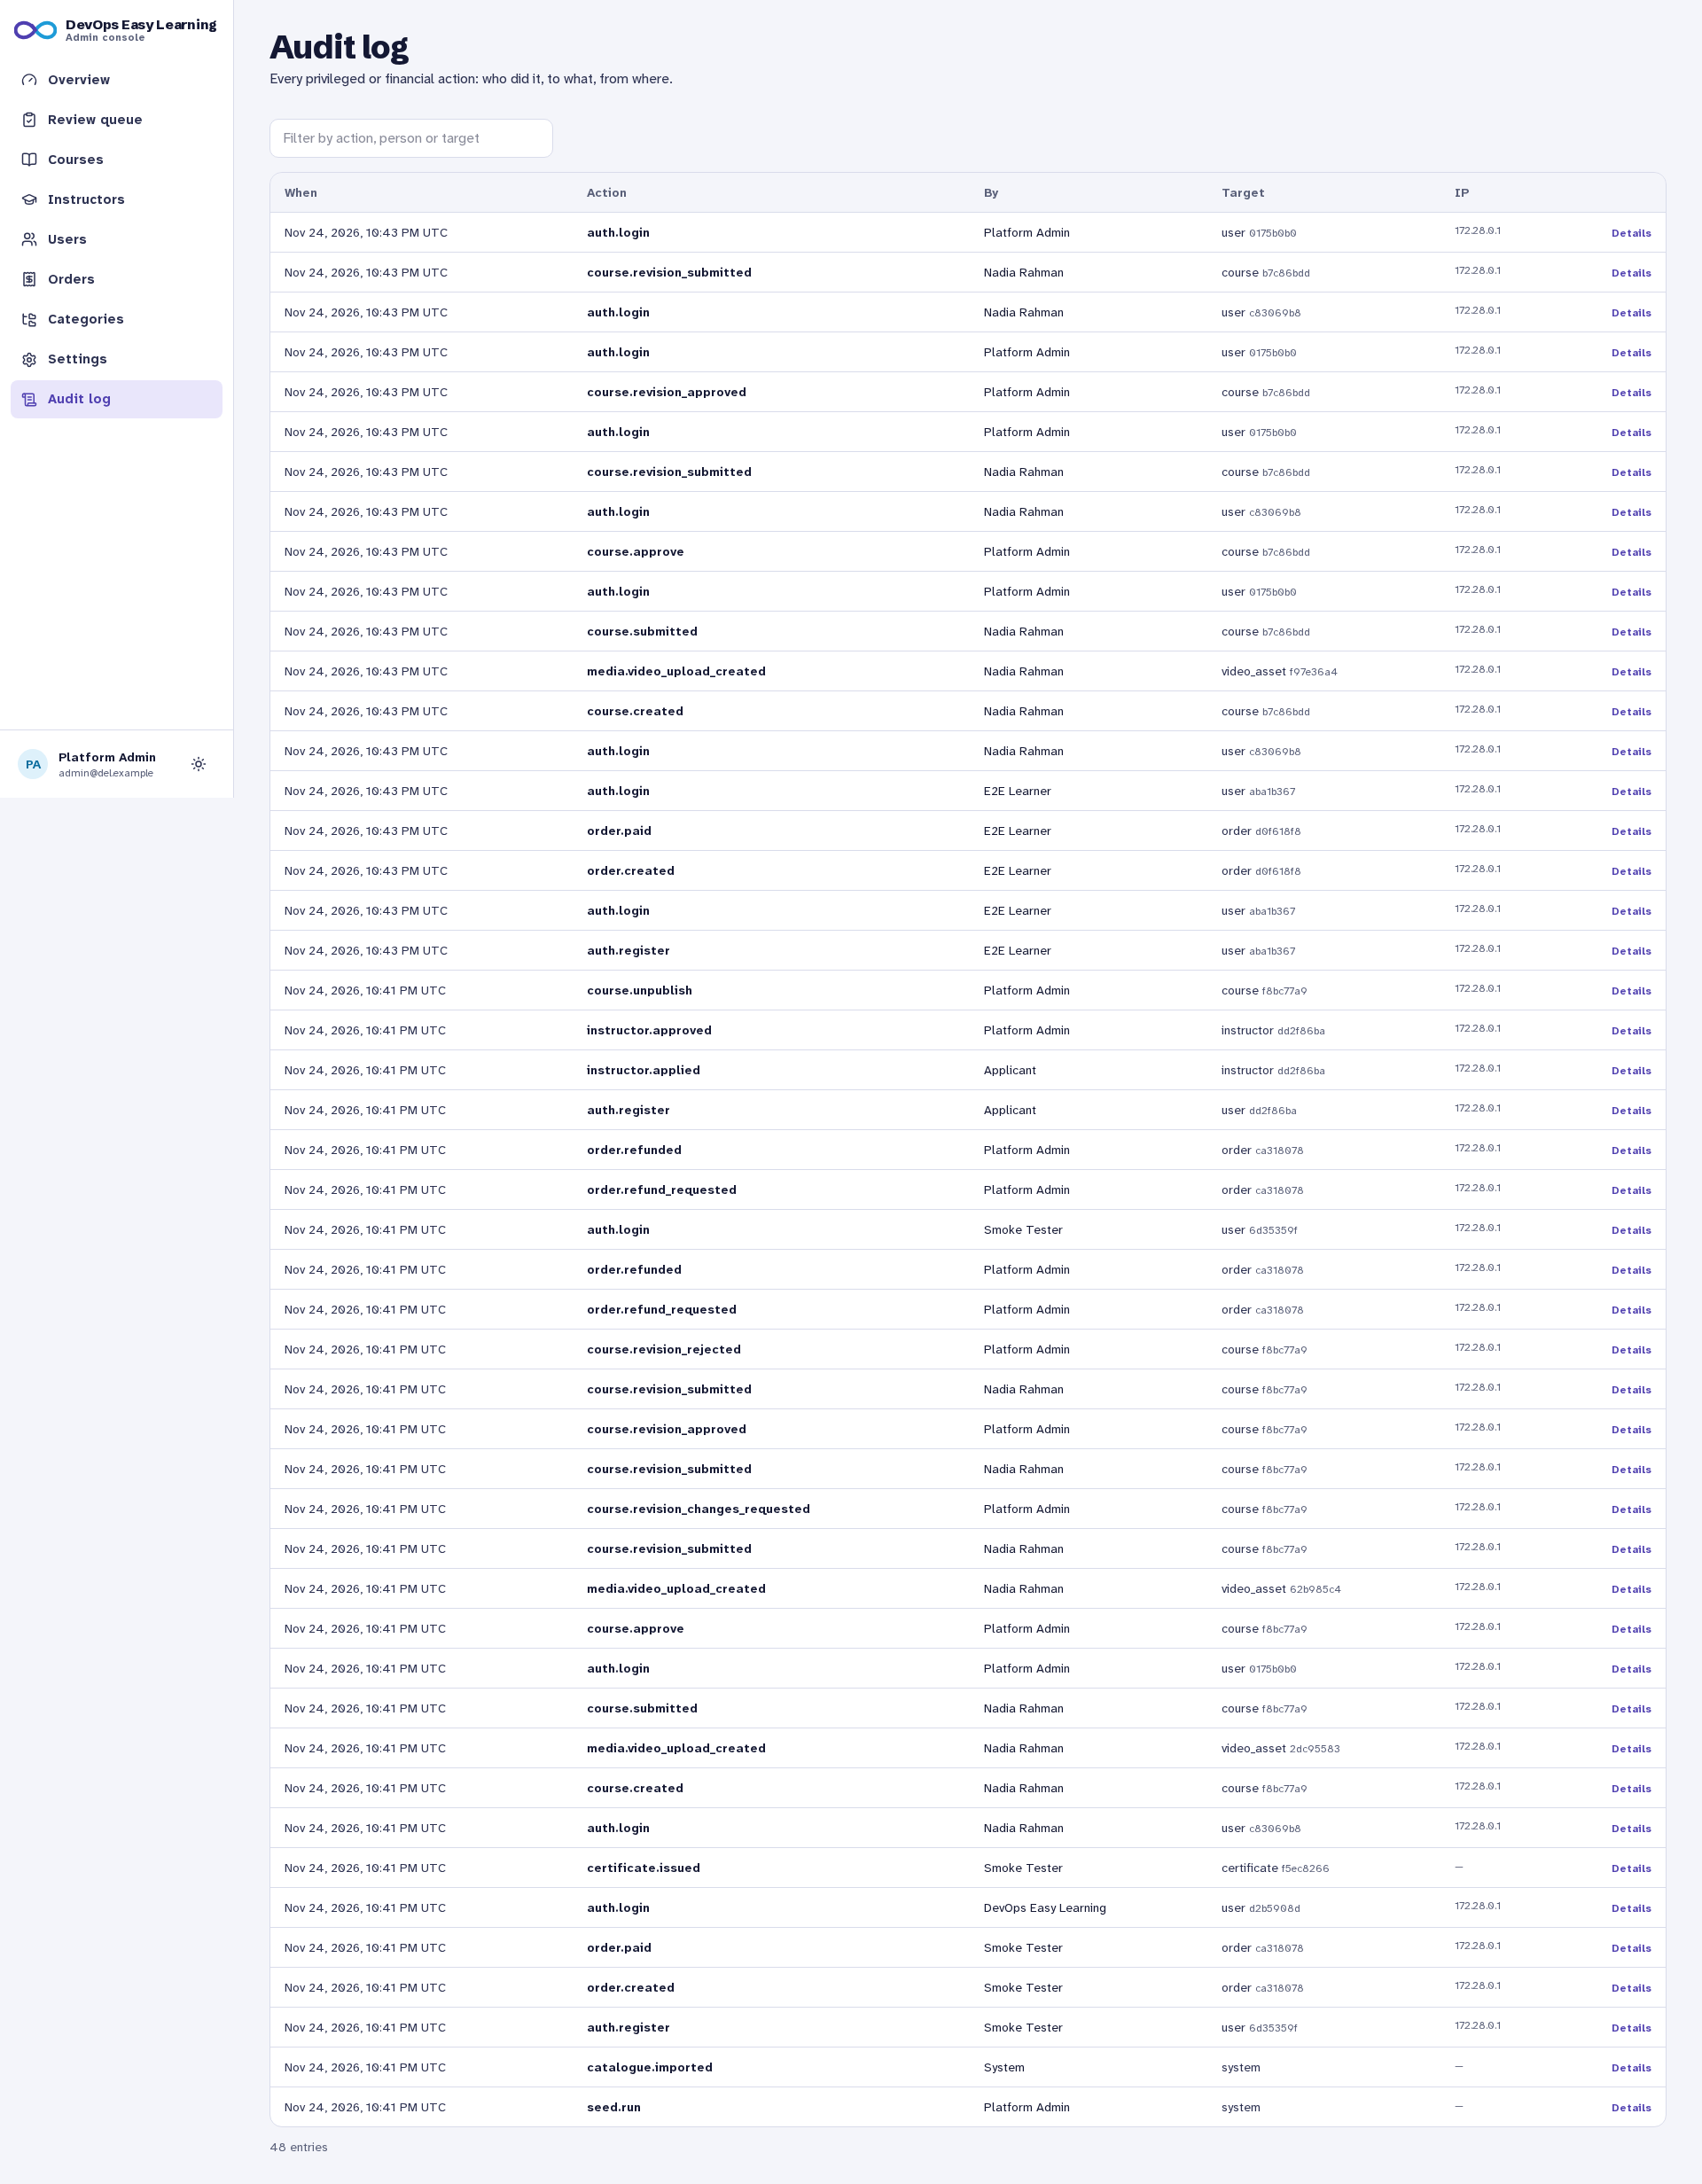 DevOps Easy Learning
Admin console
Overview
Review queue
Courses
Instructors
Users
Orders
Categories
Settings
Audit log
PA Platform Admin
admin@del.example
Audit log
Every privileged or financial action: who did it, to what, from where.
Filter by action, person or target
When Action By Target IP
Nov 24, 2026, 10:43 PM UTC auth.login Platform Admin user 0175b0b0 172.28.0.1 Details
Nov 24, 2026, 10:43 PM UTC course.revision_submitted Nadia Rahman course b7c86bdd 172.28.0.1 Details
Nov 24, 2026, 10:43 PM UTC auth.login Nadia Rahman user c83069b8 172.28.0.1 Details
Nov 24, 2026, 10:43 PM UTC auth.login Platform Admin user 0175b0b0 172.28.0.1 Details
Nov 24, 2026, 10:43 PM UTC course.revision_approved Platform Admin course b7c86bdd 172.28.0.1 Details
Nov 24, 2026, 10:43 PM UTC auth.login Platform Admin user 0175b0b0 172.28.0.1 Details
Nov 24, 2026, 10:43 PM UTC course.revision_submitted Nadia Rahman course b7c86bdd 172.28.0.1 Details
Nov 24, 2026, 10:43 PM UTC auth.login Nadia Rahman user c83069b8 172.28.0.1 Details
Nov 24, 2026, 10:43 PM UTC course.approve Platform Admin course b7c86bdd 172.28.0.1 Details
Nov 24, 2026, 10:43 PM UTC auth.login Platform Admin user 0175b0b0 172.28.0.1 Details
Nov 24, 2026, 10:43 PM UTC course.submitted Nadia Rahman course b7c86bdd 172.28.0.1 Details
Nov 24, 2026, 10:43 PM UTC media.video_upload_created Nadia Rahman video_asset f97e36a4 172.28.0.1 Details
Nov 24, 2026, 10:43 PM UTC course.created Nadia Rahman course b7c86bdd 172.28.0.1 Details
Nov 24, 2026, 10:43 PM UTC auth.login Nadia Rahman user c83069b8 172.28.0.1 Details
Nov 24, 2026, 10:43 PM UTC auth.login E2E Learner user aba1b367 172.28.0.1 Details
Nov 24, 2026, 10:43 PM UTC order.paid E2E Learner order d0f618f8 172.28.0.1 Details
Nov 24, 2026, 10:43 PM UTC order.created E2E Learner order d0f618f8 172.28.0.1 Details
Nov 24, 2026, 10:43 PM UTC auth.login E2E Learner user aba1b367 172.28.0.1 Details
Nov 24, 2026, 10:43 PM UTC auth.register E2E Learner user aba1b367 172.28.0.1 Details
Nov 24, 2026, 10:41 PM UTC course.unpublish Platform Admin course f8bc77a9 172.28.0.1 Details
Nov 24, 2026, 10:41 PM UTC instructor.approved Platform Admin instructor dd2f86ba 172.28.0.1 Details
Nov 24, 2026, 10:41 PM UTC instructor.applied Applicant instructor dd2f86ba 172.28.0.1 Details
Nov 24, 2026, 10:41 PM UTC auth.register Applicant user dd2f86ba 172.28.0.1 Details
Nov 24, 2026, 10:41 PM UTC order.refunded Platform Admin order ca318078 172.28.0.1 Details
Nov 24, 2026, 10:41 PM UTC order.refund_requested Platform Admin order ca318078 172.28.0.1 Details
Nov 24, 2026, 10:41 PM UTC auth.login Smoke Tester user 6d35359f 172.28.0.1 Details
Nov 24, 2026, 10:41 PM UTC order.refunded Platform Admin order ca318078 172.28.0.1 Details
Nov 24, 2026, 10:41 PM UTC order.refund_requested Platform Admin order ca318078 172.28.0.1 Details
Nov 24, 2026, 10:41 PM UTC course.revision_rejected Platform Admin course f8bc77a9 172.28.0.1 Details
Nov 24, 2026, 10:41 PM UTC course.revision_submitted Nadia Rahman course f8bc77a9 172.28.0.1 Details
Nov 24, 2026, 10:41 PM UTC course.revision_approved Platform Admin course f8bc77a9 172.28.0.1 Details
Nov 24, 2026, 10:41 PM UTC course.revision_submitted Nadia Rahman course f8bc77a9 172.28.0.1 Details
Nov 24, 2026, 10:41 PM UTC course.revision_changes_requested Platform Admin course f8bc77a9 172.28.0.1 Details
Nov 24, 2026, 10:41 PM UTC course.revision_submitted Nadia Rahman course f8bc77a9 172.28.0.1 Details
Nov 24, 2026, 10:41 PM UTC media.video_upload_created Nadia Rahman video_asset 62b985c4 172.28.0.1 Details
Nov 24, 2026, 10:41 PM UTC course.approve Platform Admin course f8bc77a9 172.28.0.1 Details
Nov 24, 2026, 10:41 PM UTC auth.login Platform Admin user 0175b0b0 172.28.0.1 Details
Nov 24, 2026, 10:41 PM UTC course.submitted Nadia Rahman course f8bc77a9 172.28.0.1 Details
Nov 24, 2026, 10:41 PM UTC media.video_upload_created Nadia Rahman video_asset 2dc95583 172.28.0.1 Details
Nov 24, 2026, 10:41 PM UTC course.created Nadia Rahman course f8bc77a9 172.28.0.1 Details
Nov 24, 2026, 10:41 PM UTC auth.login Nadia Rahman user c83069b8 172.28.0.1 Details
Nov 24, 2026, 10:41 PM UTC certificate.issued Smoke Tester certificate f5ec8266 — Details
Nov 24, 2026, 10:41 PM UTC auth.login DevOps Easy Learning user d2b5908d 172.28.0.1 Details
Nov 24, 2026, 10:41 PM UTC order.paid Smoke Tester order ca318078 172.28.0.1 Details
Nov 24, 2026, 10:41 PM UTC order.created Smoke Tester order ca318078 172.28.0.1 Details
Nov 24, 2026, 10:41 PM UTC auth.register Smoke Tester user 6d35359f 172.28.0.1 Details
Nov 24, 2026, 10:41 PM UTC catalogue.imported System system — Details
Nov 24, 2026, 10:41 PM UTC seed.run Platform Admin system — Details
48 entries